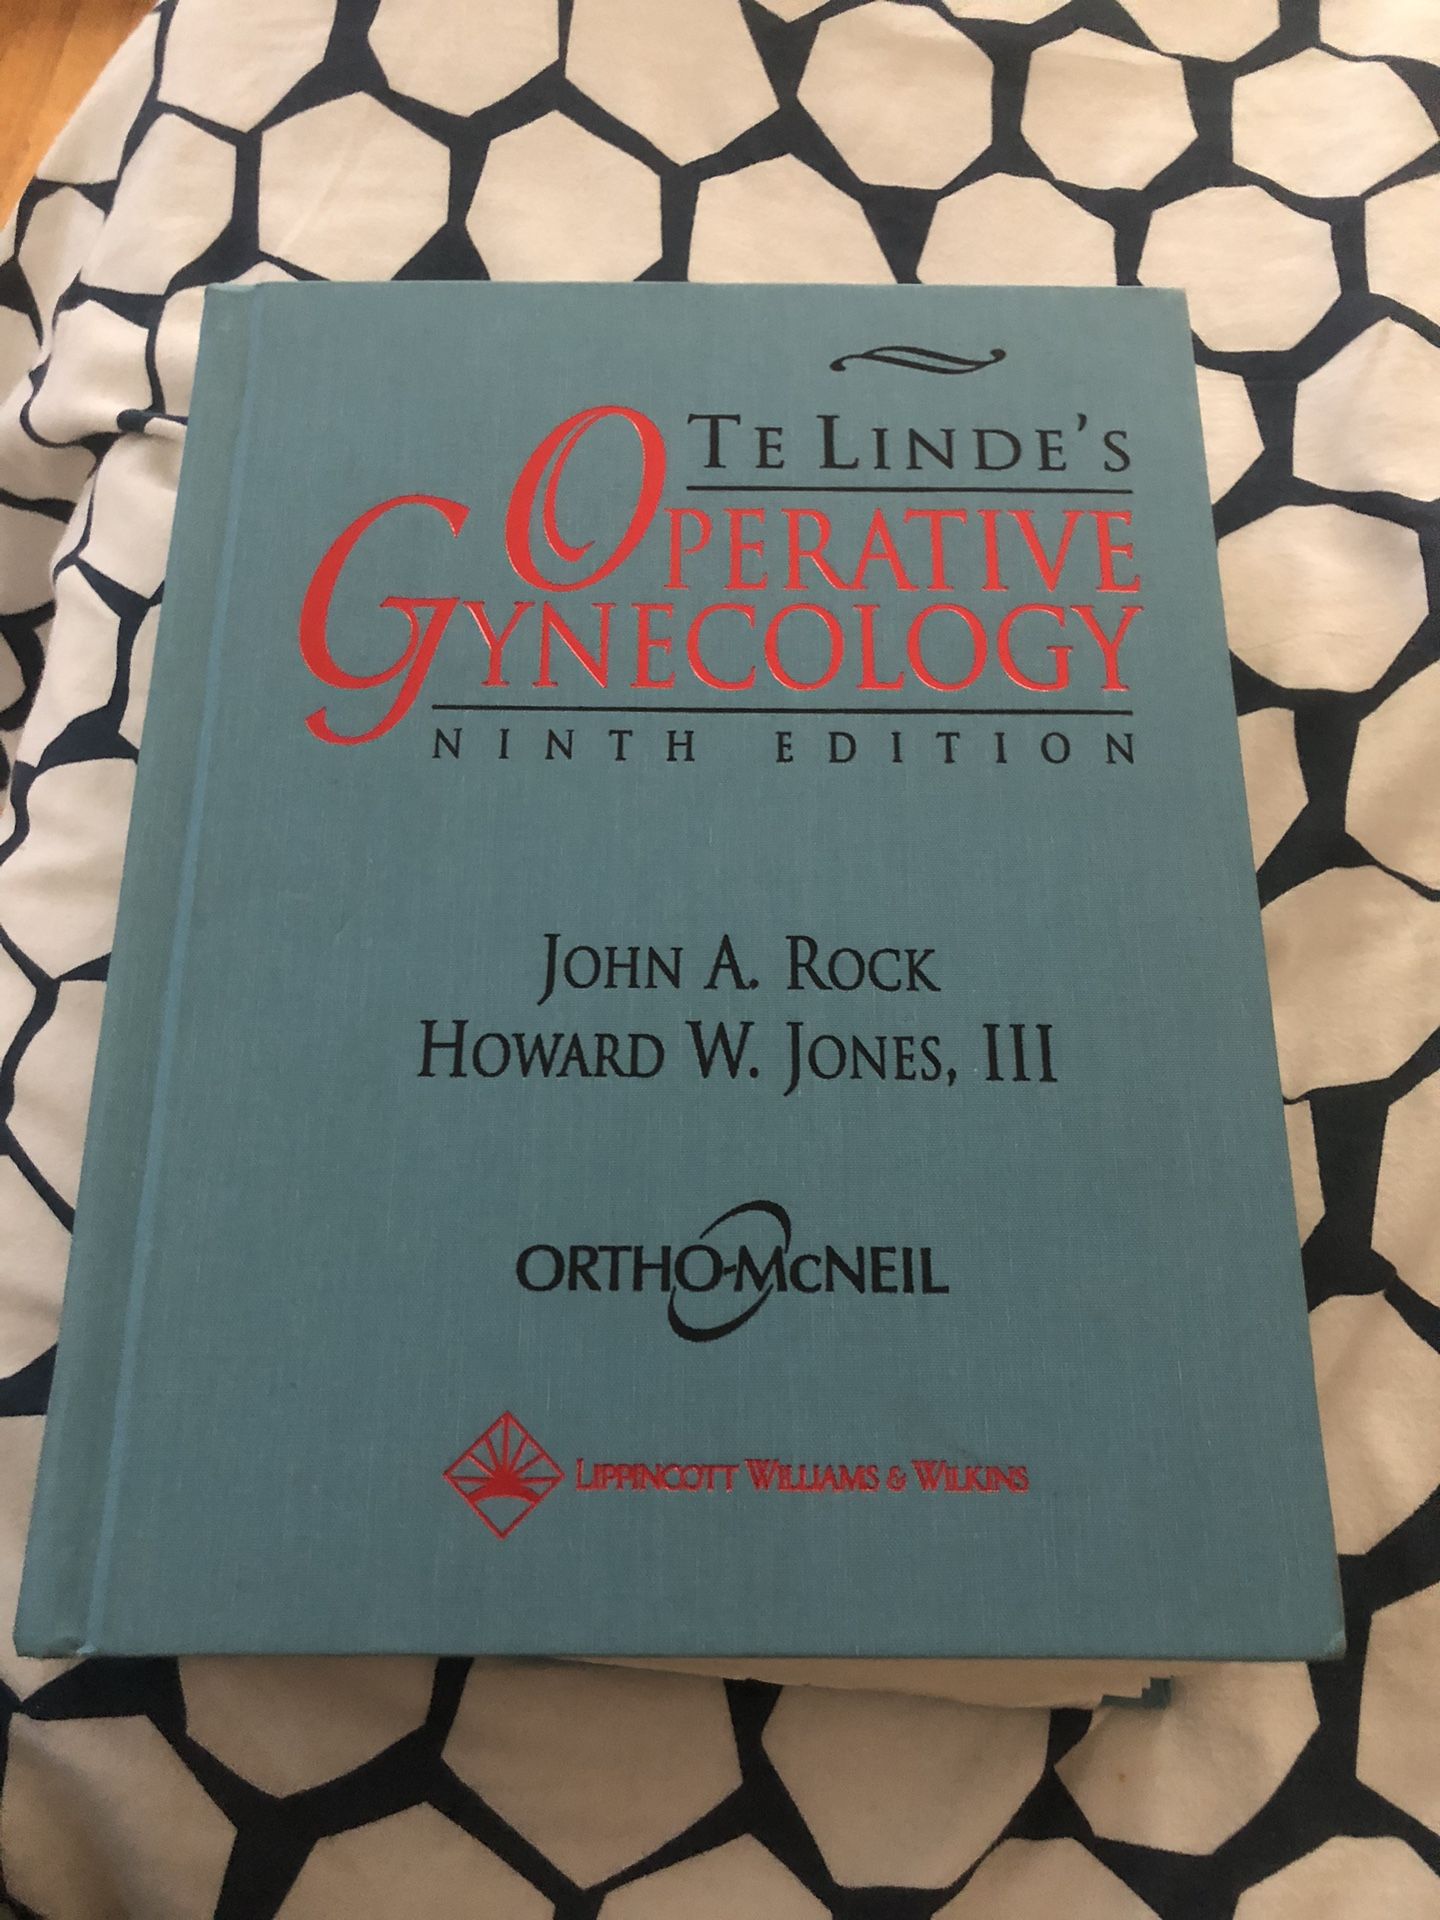 TE LINDE'S
OPERATIVE
GYNECOLOGY
NINTH EDITION
JOHN A. ROCK
HOWARD W. JONES, III
ORTHO-MCNEIL
LIPPINCOTT WILLIAMS & WILKINS